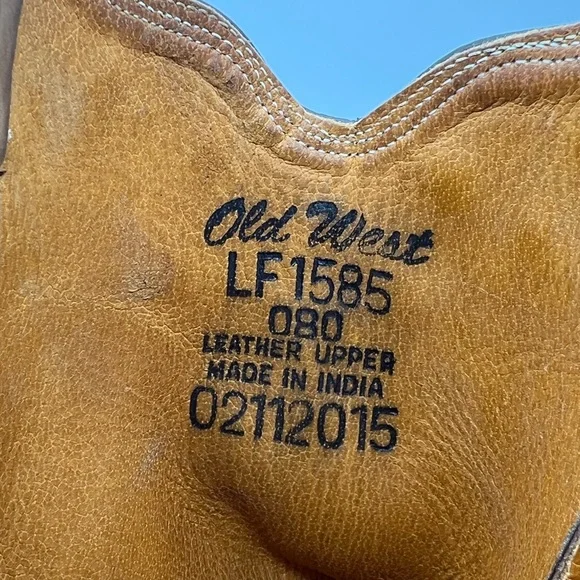 Old West
LF1585
080
LEATHER UPPER
MADE IN INDIA
02112015